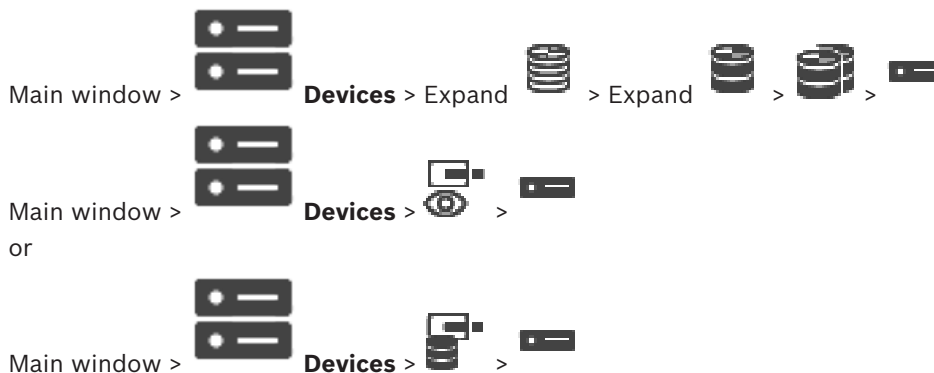 Main window > Devices > Expand > Expand > >
Main window > Devices > >
or
Main window > Devices > >